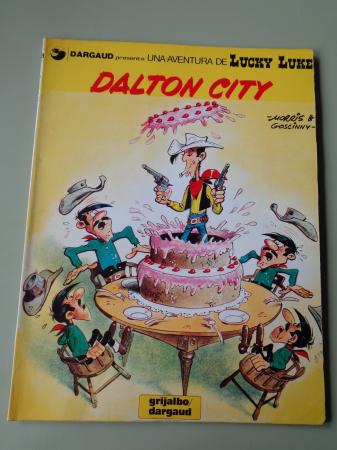 DARGAUD presenta UNA AVENTURA DE LUCKY LUKE
DALTON CITY
MORRIS &
GOSCINNY
grijalbo/
dargaud